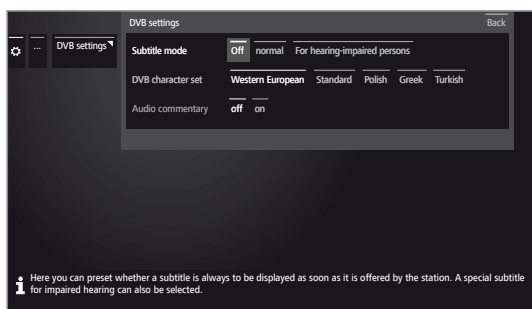 DVB settings Back
... DVB settings
Subtitle mode Off normal For hearing-impaired persons
DVB character set Western European Standard Polish Greek Turkish
Audio commentary off on
Here you can preset whether a subtitle is always to be displayed as soon as it is offered by the station. A special subtitle
for impaired hearing can also be selected.